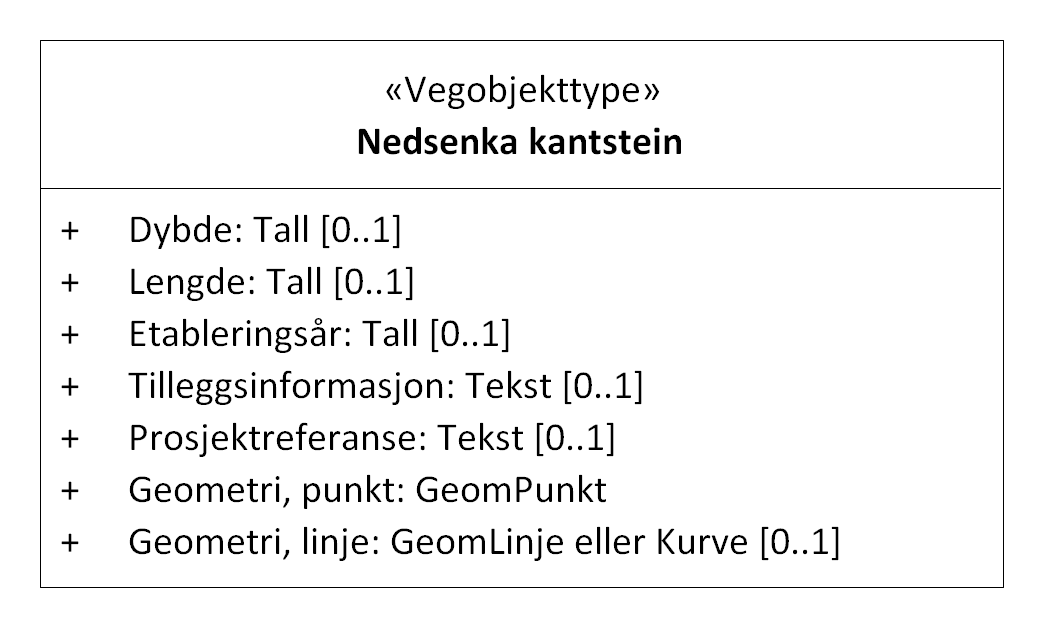 «Vegobjekttype»
Nedsenka kantstein
+ Dybde: Tall [0..1]
+ Lengde: Tall [0..1]
+ Etableringsår: Tall [0..1]
+ Tilleggsinformasjon: Tekst [0..1]
+ Prosjektreferanse: Tekst [0..1]
+ Geometri, punkt: GeomPunkt
+ Geometri, linje: GeomLinje eller Kurve [0..1]